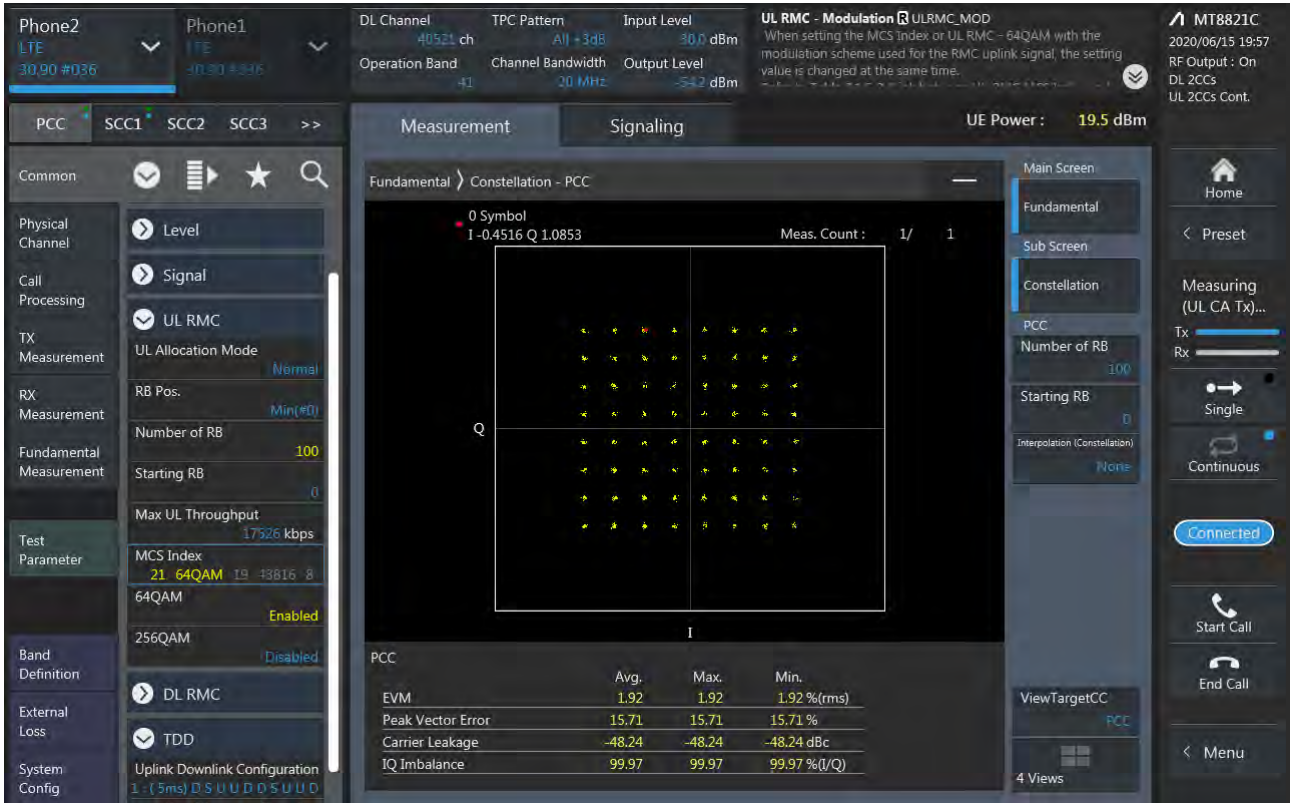 Phone2
LTE
30.90 #036
Phone1
LTE
DL Channel
40521 ch
TPC Pattern
All +3dB
Input Level
30.0 dBm
Operation Band
41
Channel Bandwidth
20 MHz
Output Level
-54.2 dBm
UL RMC - Modulation R ULRMC_MOD
When setting the MCS Index or UL RMC - 64QAM with the
modulation scheme used for the RMC uplink signal, the setting
value is changed at the same time.
MT8821C
2020/06/15 19:57
RF Output : On
DL 2CCs
UL 2CCs Cont.
PCC SCC1 SCC2 SCC3 >>
Measurement Signaling
UE Power : 19.5 dBm
Common
Physical
Channel
Call
Processing
TX
Measurement
RX
Measurement
Fundamental
Measurement
Test
Parameter
Band
Definition
External
Loss
System
Config
Level
Signal
UL RMC
UL Allocation Mode
Normal
RB Pos.
Min(#0)
Number of RB
100
Starting RB
0
Max UL Throughput
17526 kbps
MCS Index
21 64QAM 19 43816 8
64QAM
Enabled
256QAM
Disabled
DL RMC
TDD
Uplink Downlink Configuration
1 : ( 5ms) D S U U D D S U U D
Fundamental 〉 Constellation - PCC
0 Symbol
I -0.4516 Q 1.0853
Meas. Count : 1/ 1
Q
I
PCC
Avg. Max. Min.
EVM 1.92 1.92 1.92 %(rms)
Peak Vector Error 15.71 15.71 15.71 %
Carrier Leakage -48.24 -48.24 -48.24 dBc
IQ Imbalance 99.97 99.97 99.97 %(I/Q)
Main Screen
Fundamental
Sub Screen
Constellation
PCC
Number of RB
100
Starting RB
0
Interpolation (Constellation)
None
ViewTargetCC
PCC
4 Views
Home
< Preset
Measuring
(UL CA Tx)...
Tx
Rx
Single
Continuous
Connected
Start Call
End Call
< Menu